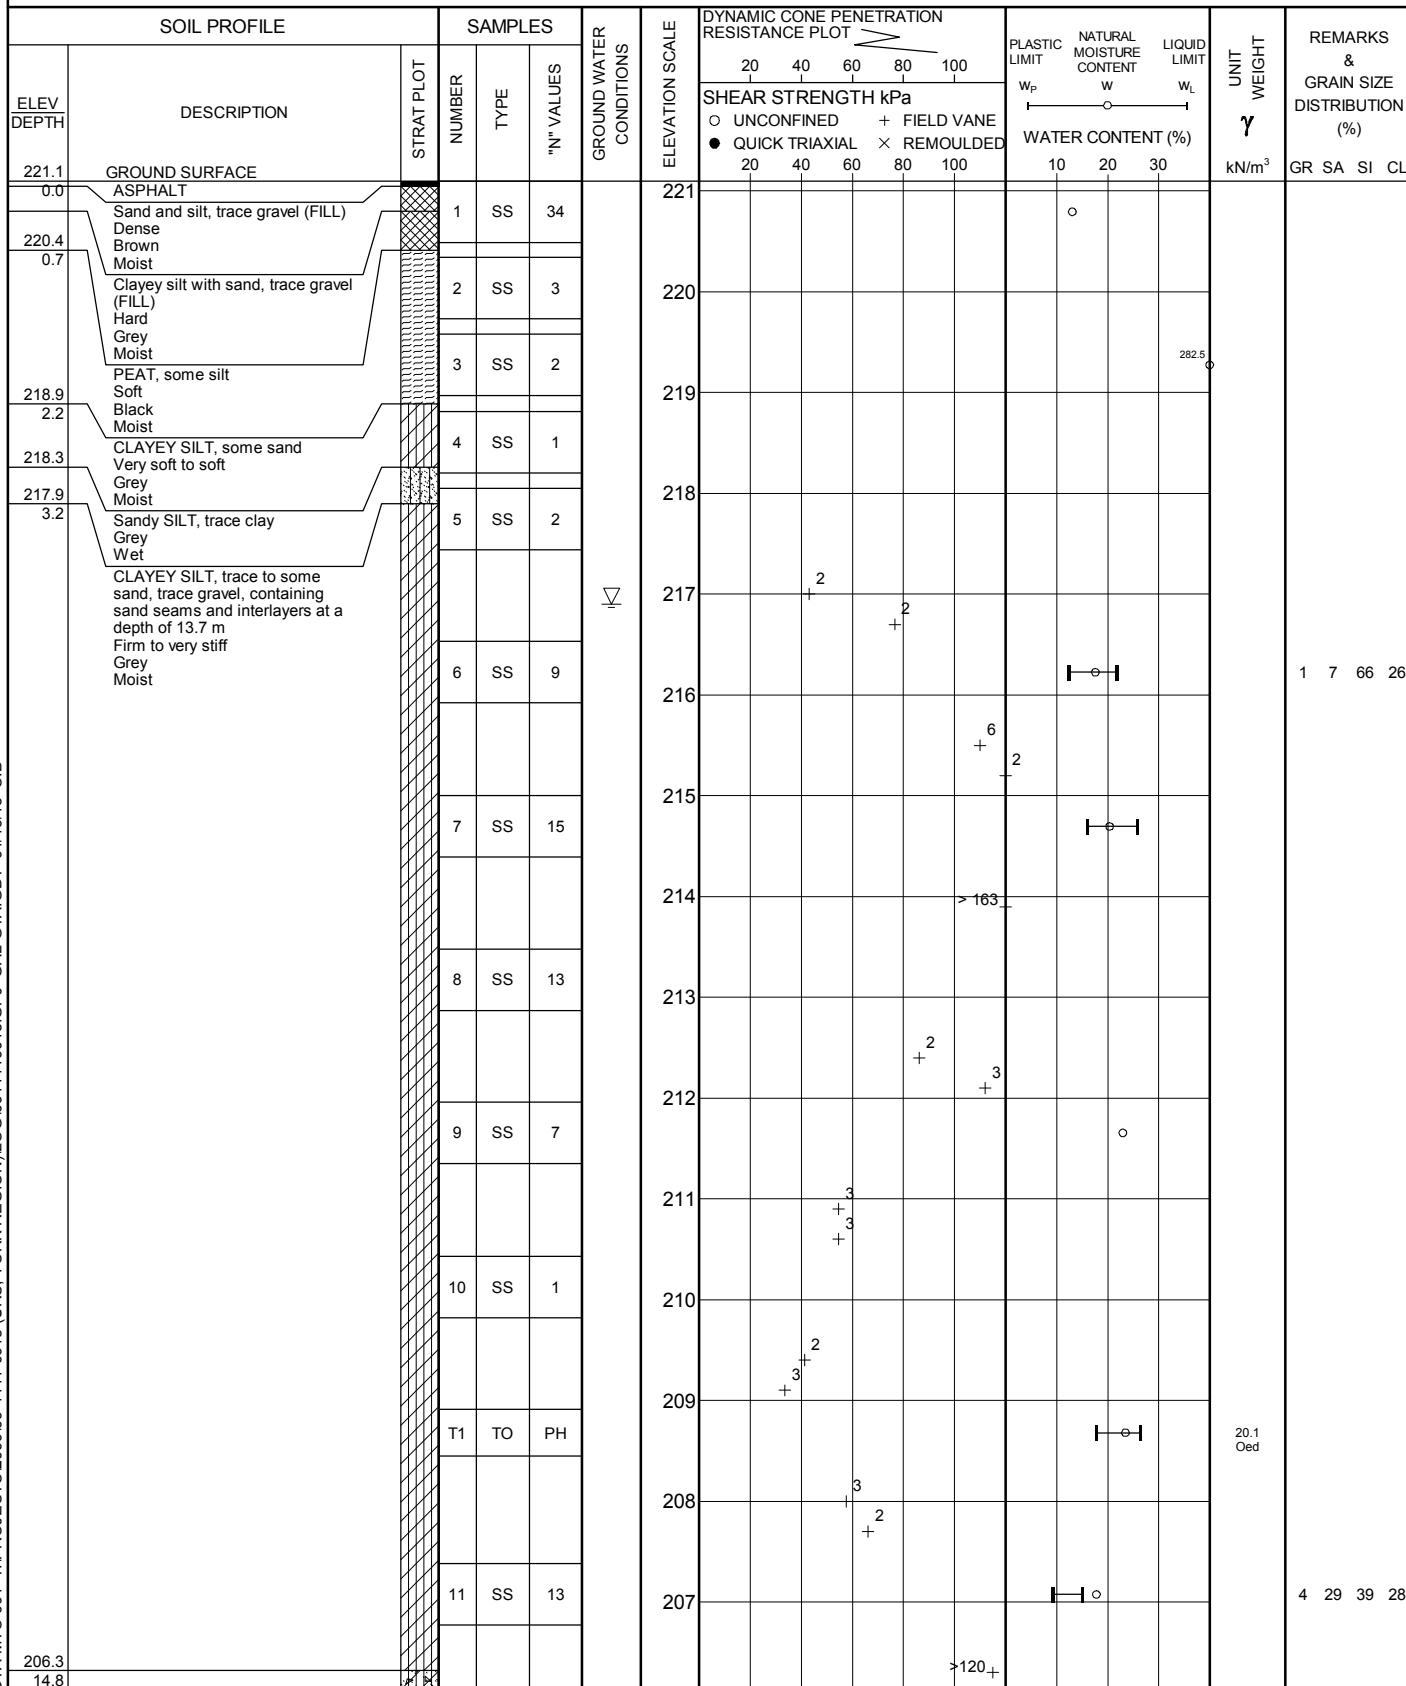 SOIL PROFILE
SAMPLES
GROUND WATER CONDITIONS
ELEVATION SCALE
DYNAMIC CONE PENETRATION
RESISTANCE PLOT
20 40 60 80 100
SHEAR STRENGTH kPa
○ UNCONFINED + FIELD VANE
● QUICK TRIAXIAL × REMOULDED
20 40 60 80 100
PLASTIC LIMIT
NATURAL MOISTURE CONTENT
LIQUID LIMIT
WP W WL
WATER CONTENT (%)
10 20 30
UNIT WEIGHT
γ
kN/m³
REMARKS
&
GRAIN SIZE
DISTRIBUTION
(%)
GR SA SI CL
ELEV
DEPTH
DESCRIPTION
STRAT PLOT
NUMBER
TYPE
"N" VALUES
221.1 GROUND SURFACE
0.0 ASPHALT
Sand and silt, trace gravel (FILL)
Dense
Brown
Moist
220.4
0.7
Clayey silt with sand, trace gravel
(FILL)
Hard
Grey
Moist
PEAT, some silt
Soft
Black
Moist
218.9
2.2
CLAYEY SILT, some sand
Very soft to soft
Grey
Moist
218.3
Sandy SILT, trace clay
Grey
Wet
217.9
3.2
CLAYEY SILT, trace to some
sand, trace gravel, containing
sand seams and interlayers at a
depth of 13.7 m
Firm to very stiff
Grey
Moist
206.3
14.8
1 SS 34
2 SS 3
3 SS 2
4 SS 1
5 SS 2
6 SS 9
7 SS 15
8 SS 13
9 SS 7
10 SS 1
T1 TO PH
11 SS 13
221
220
219
218
217
216
215
214
213
212
211
210
209
208
207
2
2
6
2
> 163
2
3
3
3
2
3
3
2
>120
282.5
20.1
Oed
1 7 66 26
4 29 39 28